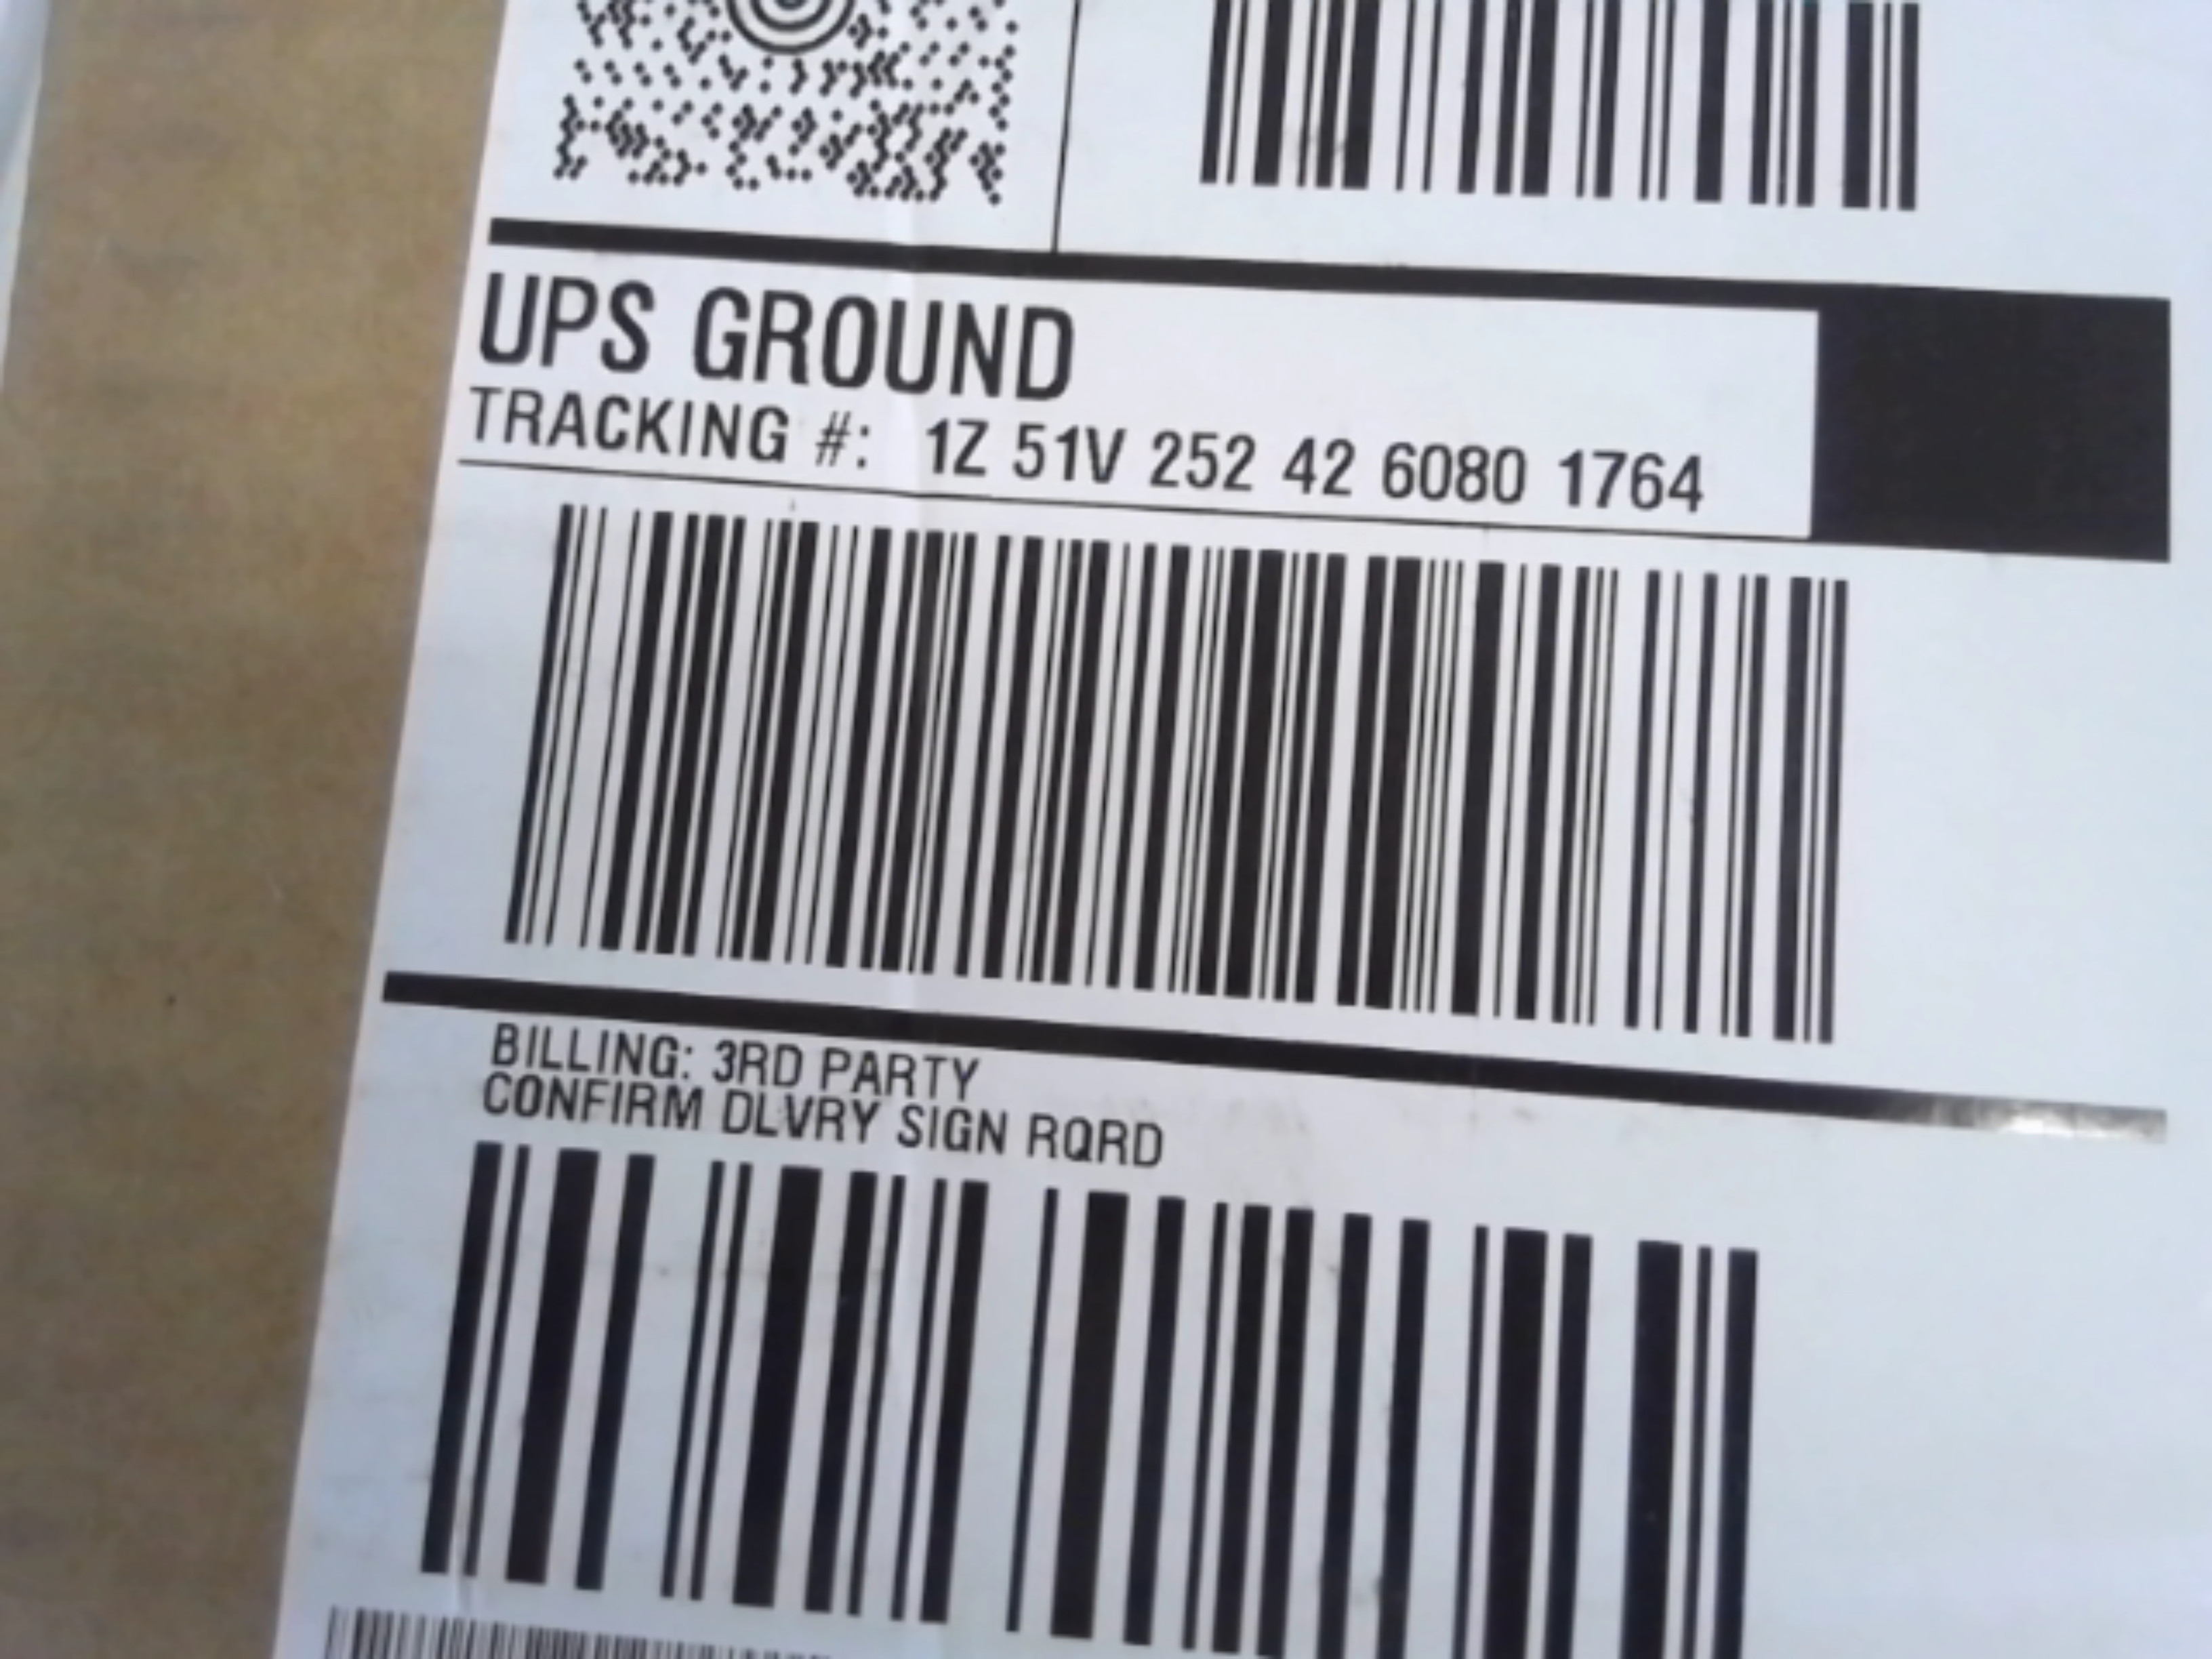 UPS GROUND
TRACKING #: 1Z 51V 252 42 6080 1764
BILLING: 3RD PARTY
CONFIRM DLVRY SIGN RQRD